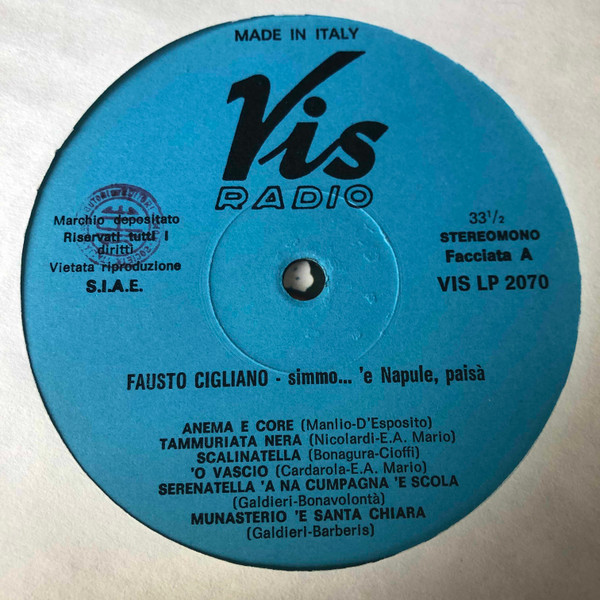 MADE IN ITALY
Vis
RADIO
Marchio depositato
Riservati tutti i
diritti
Vietata riproduzione
S.I.A.E.
33 1/2
STEREOMONO
Facciata A
VIS LP 2070
FAUSTO CIGLIANO - simmo... 'e Napule, paisà
ANEMA E CORE (Manlio-D'Esposito)
TAMMURIATA NERA (Nicolardi-E.A. Mario)
SCALINATELLA (Bonagura-Cioffi)
'O VASCIO (Cardarola-E.A. Mario)
SERENATELLA 'A NA CUMPAGNA 'E SCOLA
(Galdieri-Bonavolontà)
MUNASTERIO 'E SANTA CHIARA
(Galdieri-Barberis)